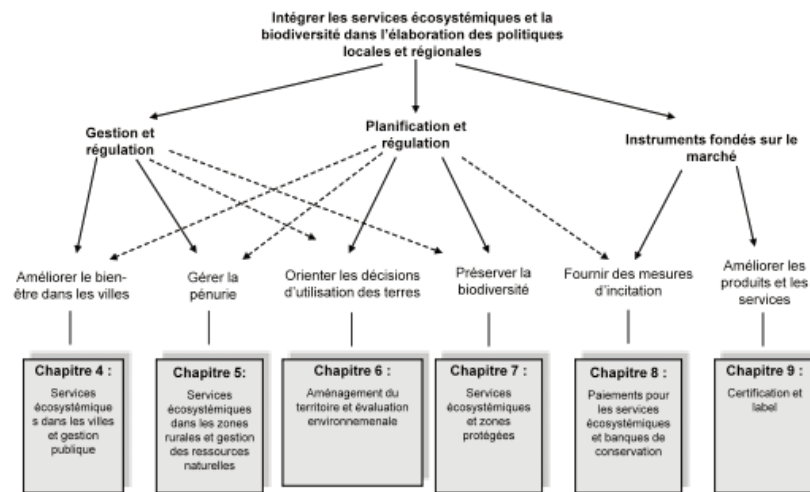 Intégrer les services écosystémiques et la
biodiversité dans l'élaboration des politiques
locales et régionales
Gestion et
régulation
Planification et
régulation
Instruments fondés sur le
marché
Améliorer le bien-
être dans les villes
Gérer la
pénurie
Orienter les décisions
d'utilisation des terres
Préserver la
biodiversité
Fournir des mesures
d'incitation
Améliorer les
produits et les
services
Chapitre 4 :
Services
écosystémique
s dans les villes
et gestion
publique
Chapitre 5:
Services
écosystémiques
dans les zones
rurales et gestion
des ressources
naturelles
Chapitre 6 :
Aménagement du
territoire et évaluation
environnemenale
Chapitre 7 :
Services
écosystémiques
et zones
protégées
Chapitre 8 :
Paiements pour
les services
écosystémiques
et banques de
conservation
Chapitre 9 :
Certification et
label